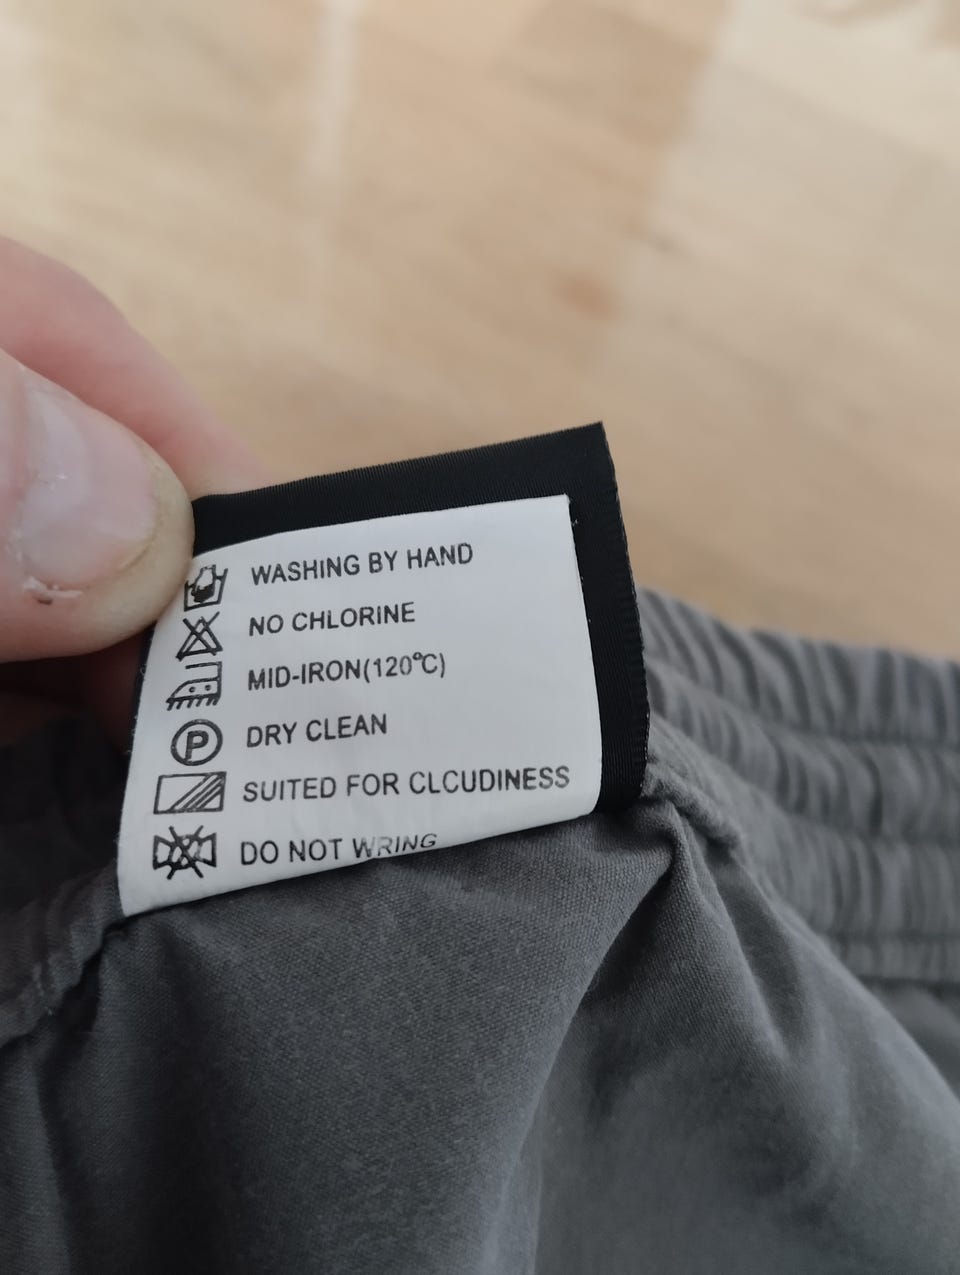 WASHING BY HAND
NO CHLORINE
MID-IRON(120℃)
P DRY CLEAN
SUITED FOR CLCUDINESS
DO NOT WRING